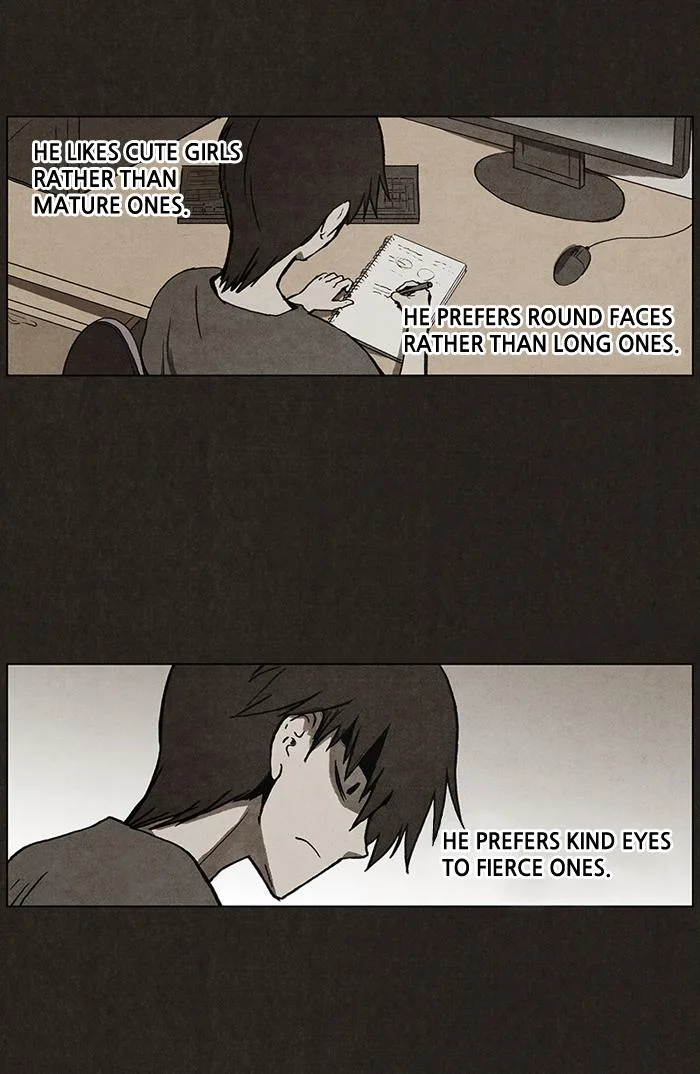 HE LIKES CUTE GIRLS
RATHER THAN
MATURE ONES.
HE PREFERS ROUND FACES
RATHER THAN LONG ONES.
HE PREFERS KIND EYES
TO FIERCE ONES.